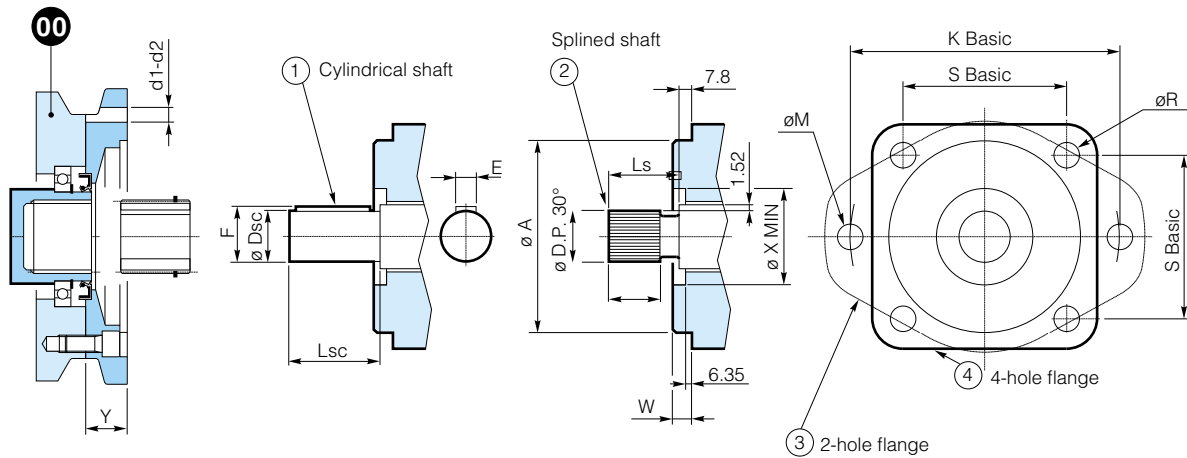 00
d1-d2
Y
1 Cylindrical shaft
F
ø Dsc
E
Lsc
Splined shaft
2
7.8
Ls
1.52
ø A
ø D.P. 30°
ø X MIN
6.35
W
K Basic
S Basic
øR
øM
S Basic
4 4-hole flange
3 2-hole flange